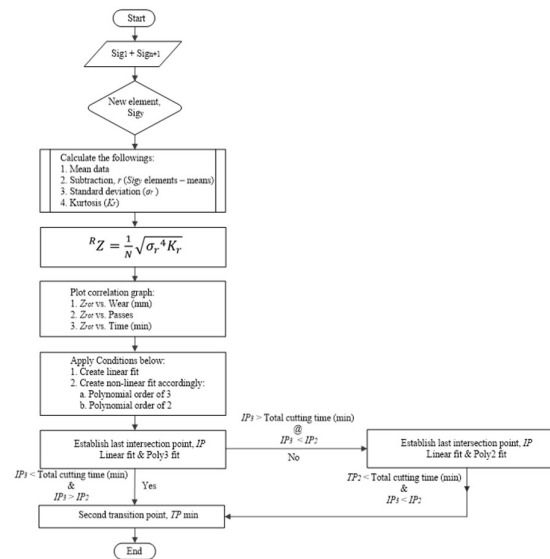 Start
Sig1 + Sign+1
New element,
Sigy
Calculate the followings:
1. Mean data
2. Subtraction, r (Sigy elements – means)
3. Standard deviation (σr )
4. Kurtosis (Kr)
ᴿZ = 1/N √σr⁴Kr
Plot correlation graph:
1. Zrot vs. Wear (mm)
2. Zrot vs. Passes
3. Zrot vs. Time (min)
Apply Conditions below:
1. Create linear fit
2. Create non-linear fit accordingly:
a. Polynomial order of 3
b. Polynomial order of 2
Establish last intersection point, IP
Linear fit & Poly3 fit
IP3 > Total cutting time (min)
@
IP3 < IP2
No
Establish last intersection point, IP
Linear fit & Poly2 fit
IP3 < Total cutting time (min)
&
IP3 > IP2
Yes
TP2 < Total cutting time (min)
&
IP3 < IP2
Second transition point, TP min
End